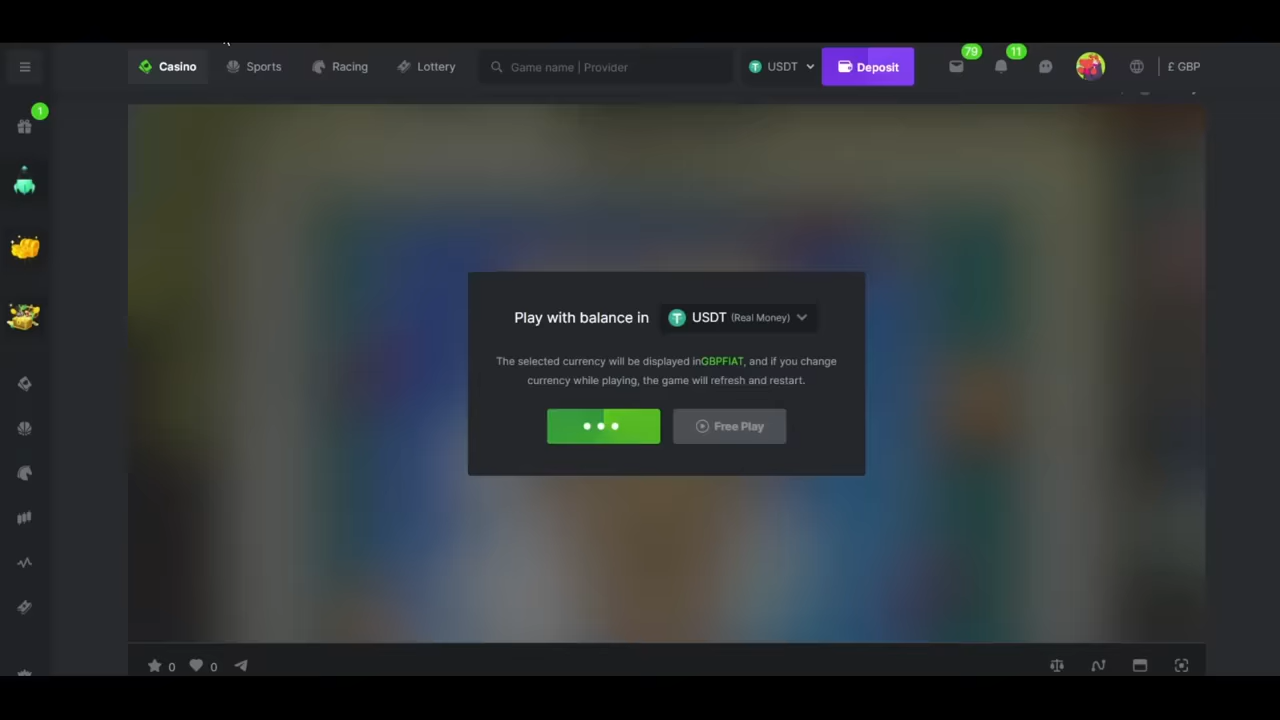 Casino
Sports
Racing
Lottery
Game name | Provider
USDT
Deposit
79
11
£ GBP
1
Play with balance in USDT (Real Money)
The selected currency will be displayed inGBPFIAT, and if you change
currency while playing, the game will refresh and restart.
Free Play
0
0